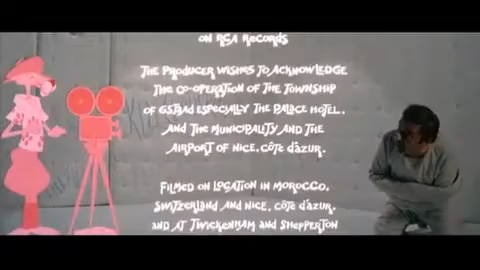 ON RCA RECORDS
THE PRODUCER WISHES TO ACKNOWLEDGE
THE CO-OPERATION OF THE TOWNSHIP
OF GSTAAD ESPECIALLY THE PALACE HOTEL,
AND THE MUNICIPALITY AND THE
AIRPORT OF NICE, CÔTE D'AZUR.
FILMED ON LOCATION IN MOROCCO,
SWITZERLAND AND NICE, CÔTE D'AZUR.
AND AT TWICKENHAM AND SHEPPERTON